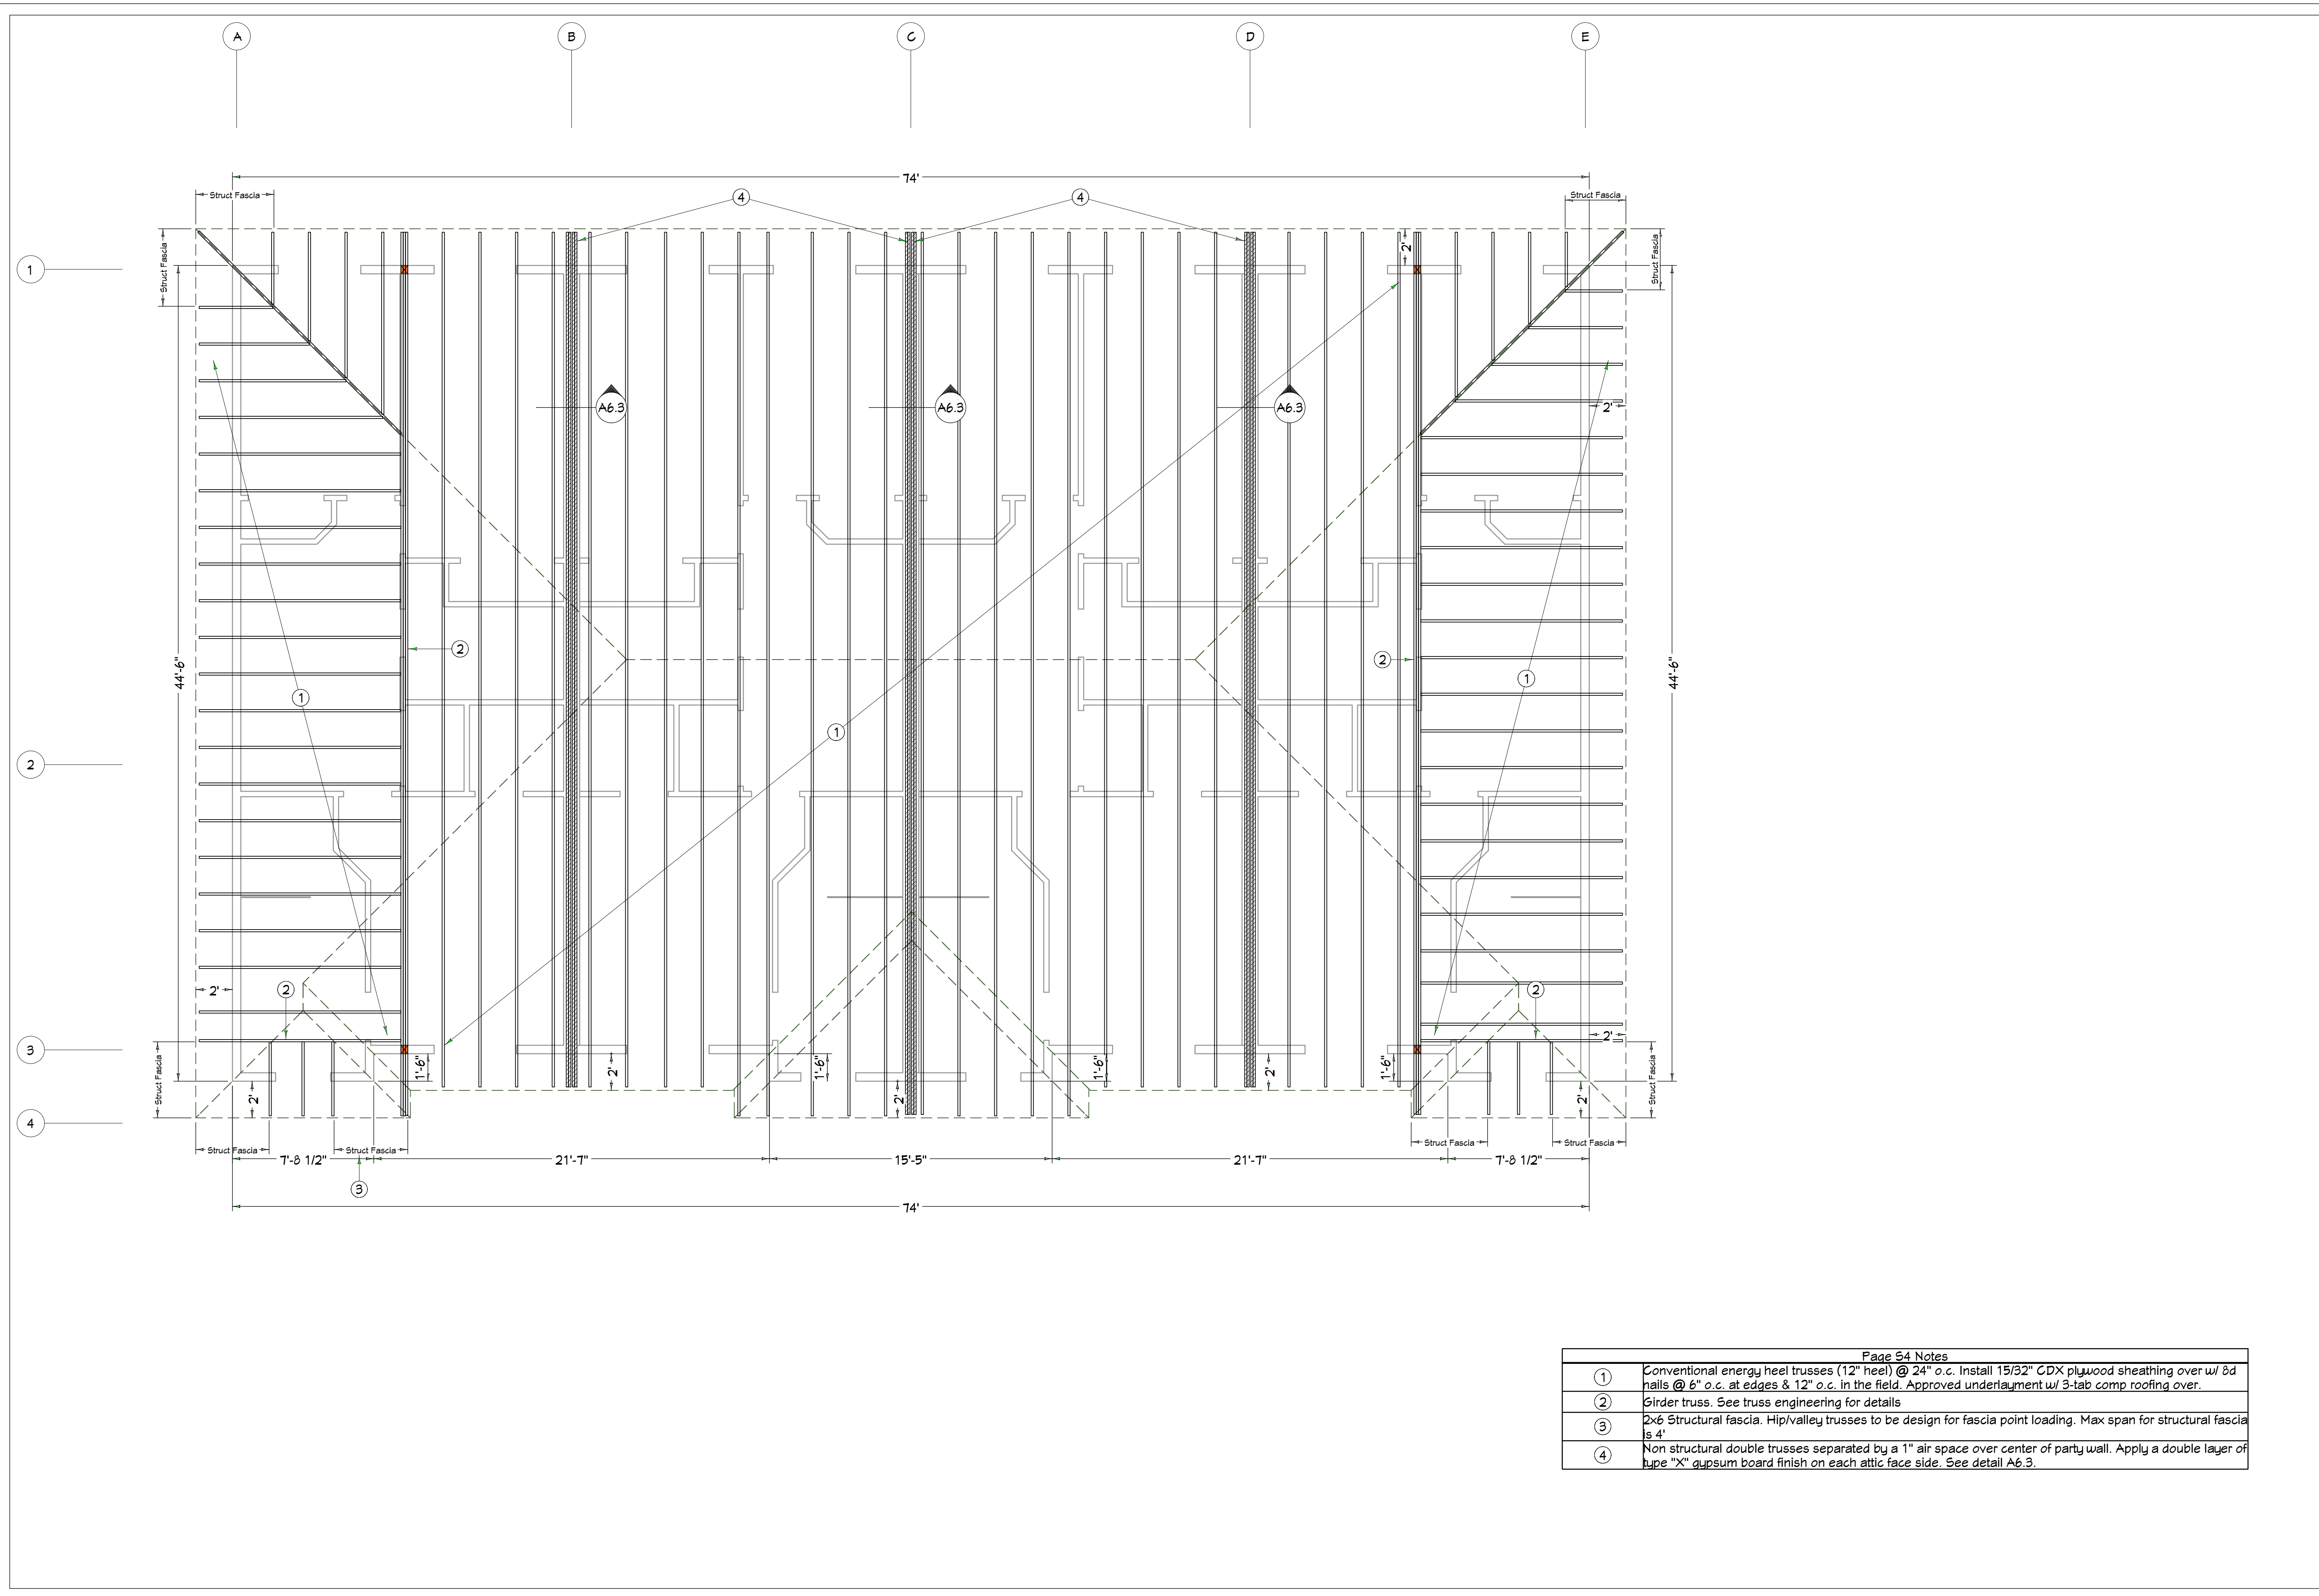 A B C D E
74'
Struct Fascia Struct Fascia
4 4
Struct Fascia 2' Struct Fascia
1
A6.3 A6.3 A6.3
2'
2 2
44'-6" 44'-6"
1 1
1
2
2' 2 2
2'
3
Struct Fascia 1'-6" 1'-6" 1'-6" 1'-6" Struct Fascia
2' 2' 2' 2' 2'
4
Struct Fascia Struct Fascia Struct Fascia Struct Fascia
7'-8 1/2" 21'-7" 15'-5" 21'-7" 7'-8 1/2"
3
74'
Page S4 Notes
1 Conventional energy heel trusses (12" heel) @ 24" o.c. Install 15/32" CDX plywood sheathing over w/ 8d
nails @ 6" o.c. at edges & 12" o.c. in the field. Approved underlayment w/ 3-tab comp roofing over.
2 Girder truss. See truss engineering for details
3 2x6 Structural fascia. Hip/valley trusses to be design for fascia point loading. Max span for structural fascia
is 4'
4 Non structural double trusses separated by a 1" air space over center of party wall. Apply a double layer of
type "X" gypsum board finish on each attic face side. See detail A6.3.